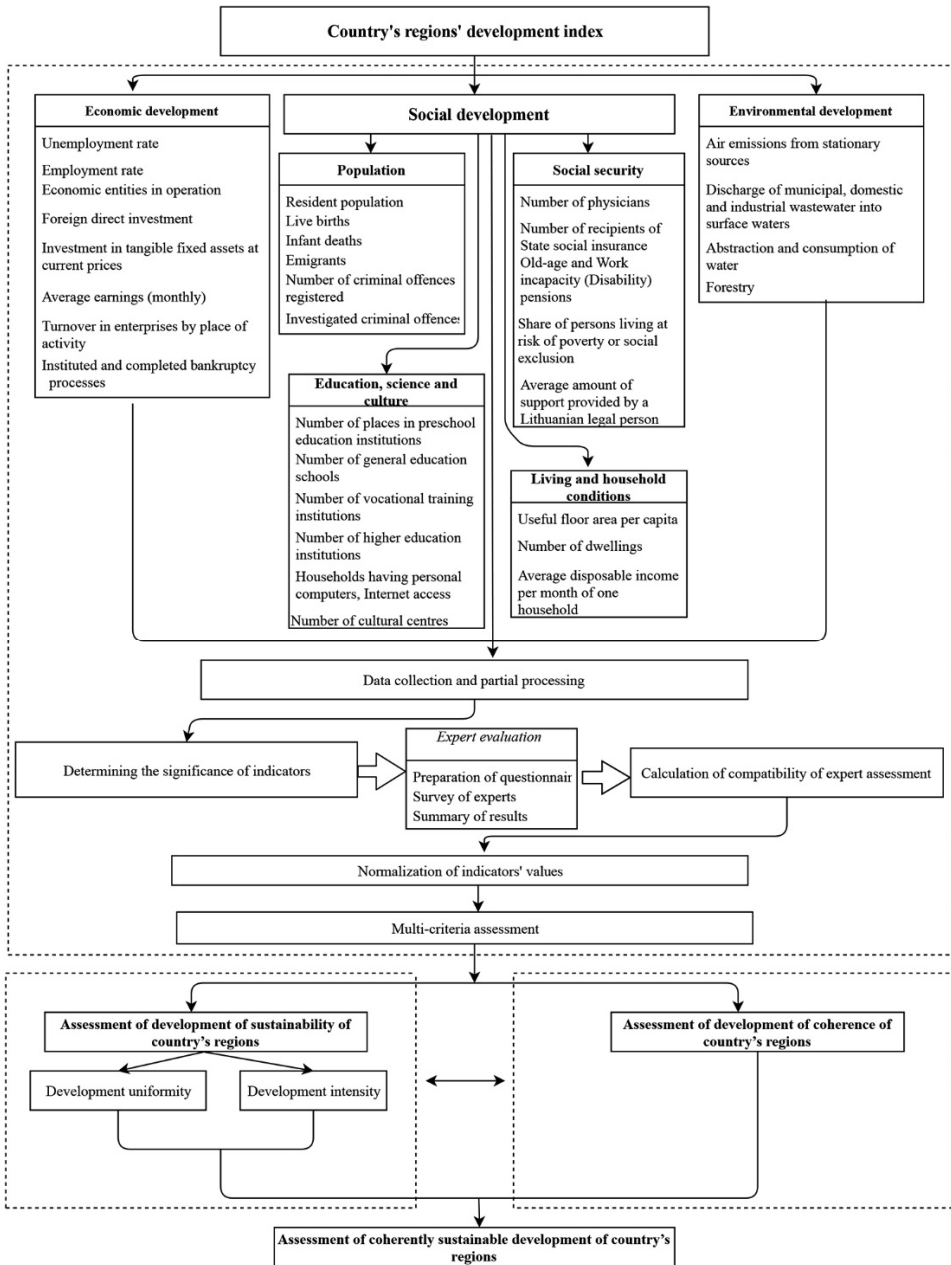 Country's regions' development index
Economic development
Unemployment rate
Employment rate
Economic entities in operation
Foreign direct investment
Investment in tangible fixed assets at
current prices
Average earnings (monthly)
Turnover in enterprises by place of
activity
Instituted and completed bankruptcy
processes
Social development
Population
Resident population
Live births
Infant deaths
Emigrants
Number of criminal offences
registered
Investigated criminal offences
Education, science and
culture
Number of places in preschool
education institutions
Number of general education
schools
Number of vocational training
institutions
Number of higher education
institutions
Households having personal
computers, Internet access
Number of cultural centres
Social security
Number of physicians
Number of recipients of
State social insurance
Old-age and Work
incapacity (Disability)
pensions
Share of persons living at
risk of poverty or social
exclusion
Average amount of
support provided by a
Lithuanian legal person
Living and household
conditions
Useful floor area per capita
Number of dwellings
Average disposable income
per month of one
household
Environmental development
Air emissions from stationary
sources
Discharge of municipal, domestic
and industrial wastewater into
surface waters
Abstraction and consumption of
water
Forestry
Data collection and partial processing
Determining the significance of indicators
Expert evaluation
Preparation of questionnair
Survey of experts
Summary of results
Calculation of compatibility of expert assessment
Normalization of indicators' values
Multi-criteria assessment
Assessment of development of sustainability of
country's regions
Development uniformity
Development intensity
Assessment of development of coherence of
country's regions
Assessment of coherently sustainable development of country's
regions